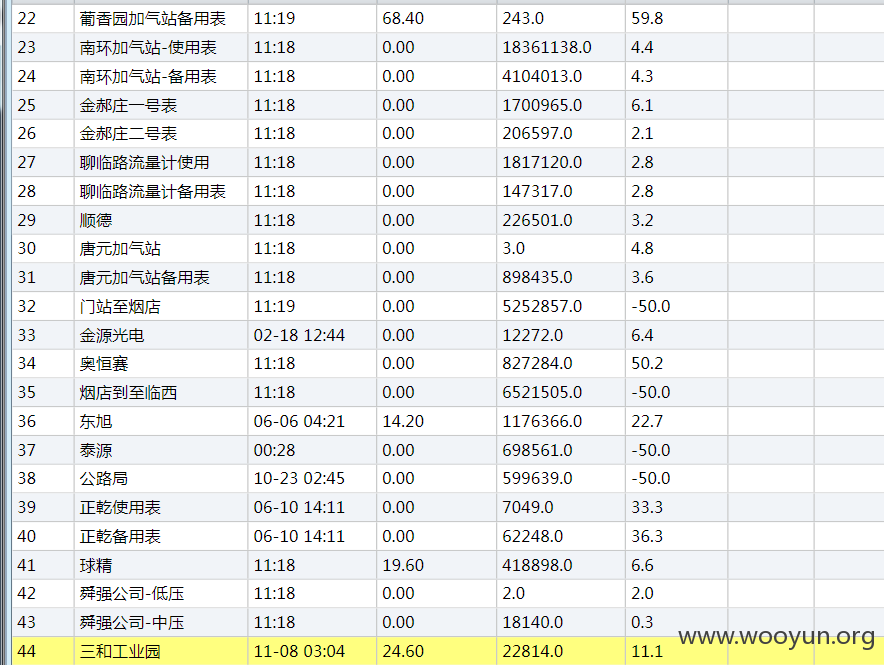 22 葡香园加气站备用表 11:19 68.40 243.0 59.8
23 南环加气站-使用表 11:18 0.00 18361138.0 4.4
24 南环加气站-备用表 11:18 0.00 4104013.0 4.3
25 金郝庄一号表 11:18 0.00 1700965.0 6.1
26 金郝庄二号表 11:18 0.00 206597.0 2.1
27 聊临路流量计使用 11:18 0.00 1817120.0 2.8
28 聊临路流量计备用表 11:18 0.00 147317.0 2.8
29 顺德 11:18 0.00 226501.0 3.2
30 唐元加气站 11:18 0.00 3.0 4.8
31 唐元加气站备用表 11:18 0.00 898435.0 3.6
32 门站至烟店 11:19 0.00 5252857.0 -50.0
33 金源光电 02-18 12:44 0.00 12272.0 6.4
34 奥恒赛 11:18 0.00 827284.0 50.2
35 烟店到至临西 11:18 0.00 6521505.0 -50.0
36 东旭 06-06 04:21 14.20 1176366.0 22.7
37 泰源 00:28 0.00 698561.0 -50.0
38 公路局 10-23 02:45 0.00 599639.0 -50.0
39 正乾使用表 06-10 14:11 0.00 7049.0 33.3
40 正乾备用表 06-10 14:11 0.00 62248.0 36.3
41 球精 11:18 19.60 418898.0 6.6
42 舜强公司-低压 11:18 0.00 2.0 2.0
43 舜强公司-中压 11:18 0.00 18140.0 0.3
www.wooyun.org
44 三和工业园 11-08 03:04 24.60 22814.0 11.1